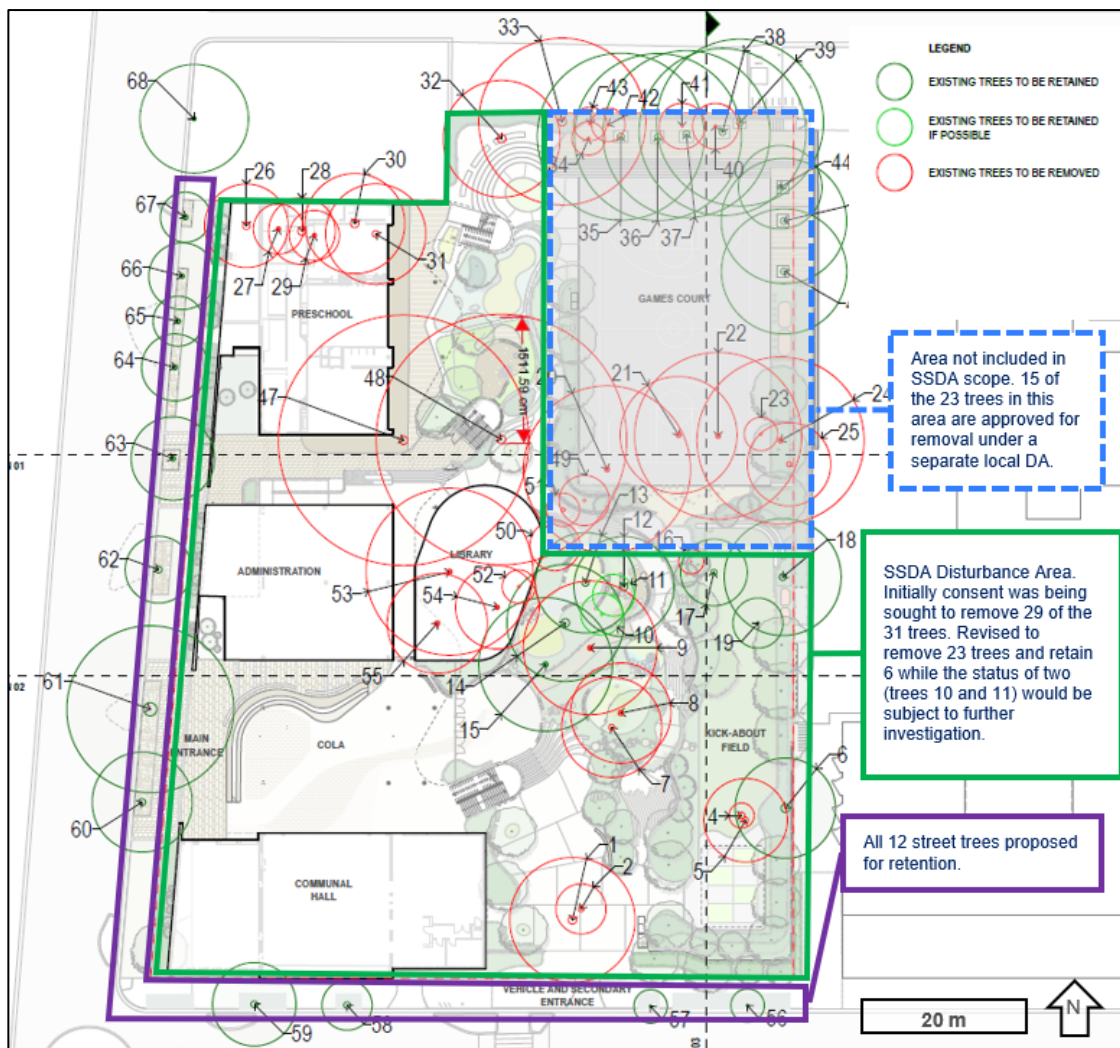 LEGEND
EXISTING TREES TO BE RETAINED
EXISTING TREES TO BE RETAINED
IF POSSIBLE
EXISTING TREES TO BE REMOVED
33
38
39
32
43
42
41
68
34
40
26
28
30
44
67
35
36
37
27
29
31
66
GAMES COURT
65
PRESCHOOL
64
22
1511.59 cm
21
23
24
47
48
25
Area not included in
SSDA scope. 15 of
the 23 trees in this
area are approved for
removal under a
separate local DA.
63
01
49
51
13
12
50
16
18
LIBRARY
62
ADMINISTRATION
53
52
11
54
17
10
19
9
SSDA Disturbance Area.
Initially consent was being
sought to remove 29 of the
31 trees. Revised to
remove 23 trees and retain
6 while the status of two
(trees 10 and 11) would be
subject to further
investigation.
55
14
02
61
15
8
MAIN
ENTRANCE
COLA
KICK-ABOUT
FIELD
7
6
60
4
5
1
2
All 12 street trees proposed
for retention.
COMMUNAL
HALL
VEHICLE AND SECONDARY
ENTRANCE
59
58
57
56
20 m
N